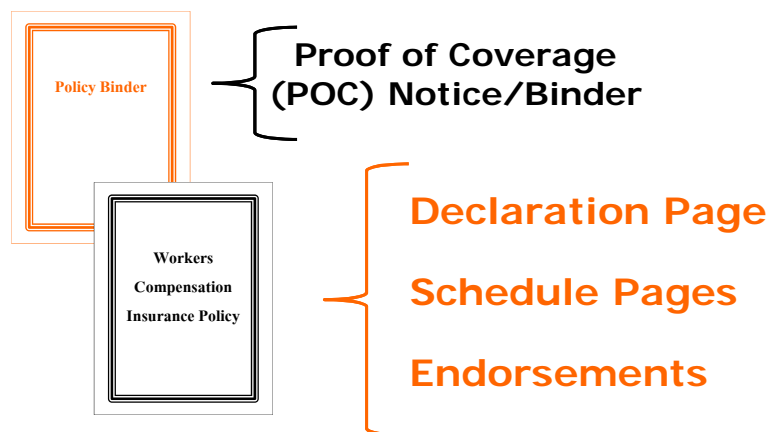 Policy Binder
Proof of Coverage
(POC) Notice/Binder
Workers
Compensation
Insurance Policy
Declaration Page
Schedule Pages
Endorsements